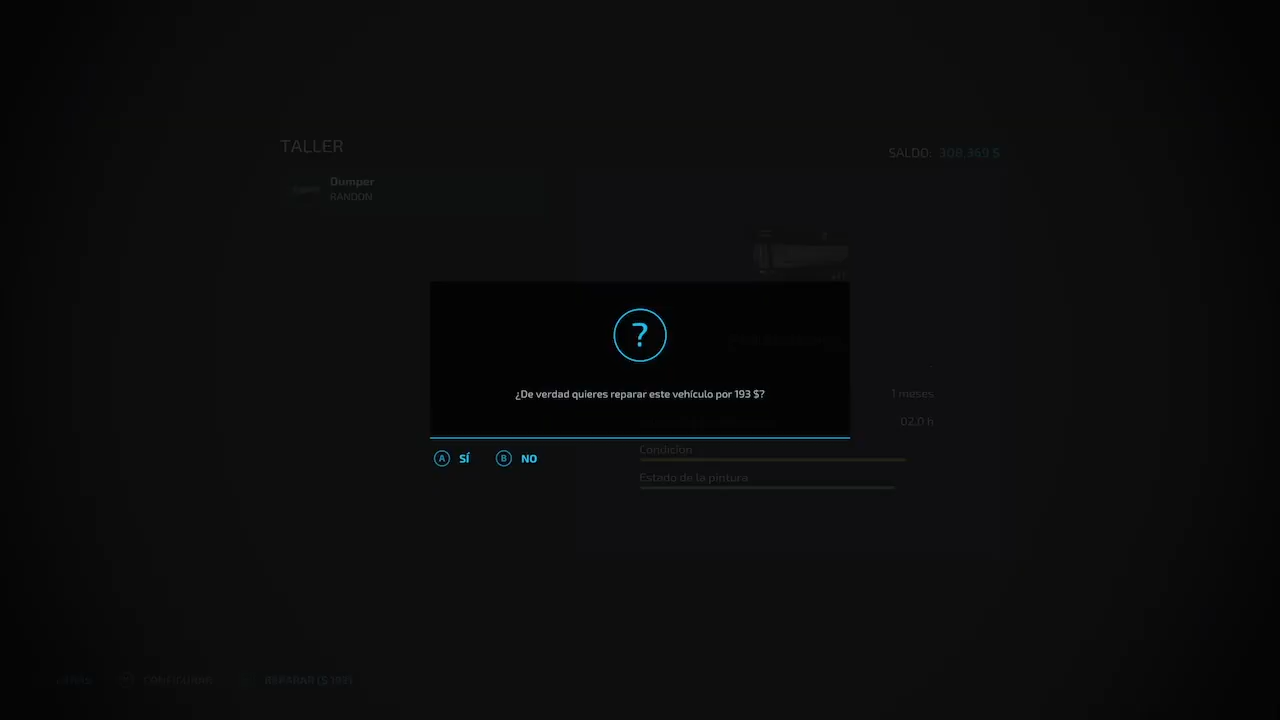 TALLER
SALDO: 308,369 $
Dumper
RANDON
¿De verdad quieres reparar este vehículo por 193 $?
1 meses
02,0 h
Condición
A SÍ B NO
Estado de la pintura
CONFIGURAR REPARAR ($ 193)